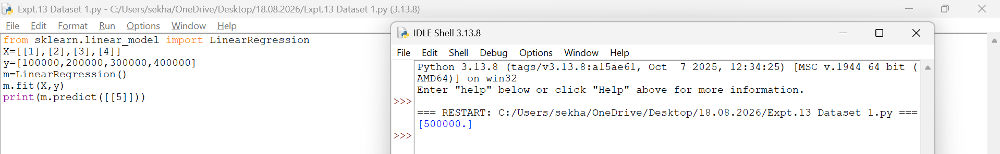 Expt.13 Dataset 1.py - C:/Users/sekha/OneDrive/Desktop/18.08.2026/Expt.13 Dataset 1.py (3.13.8)
File Edit Format Run Options Window Help
from sklearn.linear_model import LinearRegression
X=[[1],[2],[3],[4]]
y=[100000,200000,300000,400000]
m=LinearRegression()
m.fit(X,y)
print(m.predict([[5]]))
IDLE Shell 3.13.8
File Edit Shell Debug Options Window Help
Python 3.13.8 (tags/v3.13.8:a15ae61, Oct  7 2025, 12:34:25) [MSC v.1944 64 bit (
AMD64)] on win32
Enter "help" below or click "Help" above for more information.
>>>
=== RESTART: C:/Users/sekha/OneDrive/Desktop/18.08.2026/Expt.13 Dataset 1.py ===
[500000.]
>>>